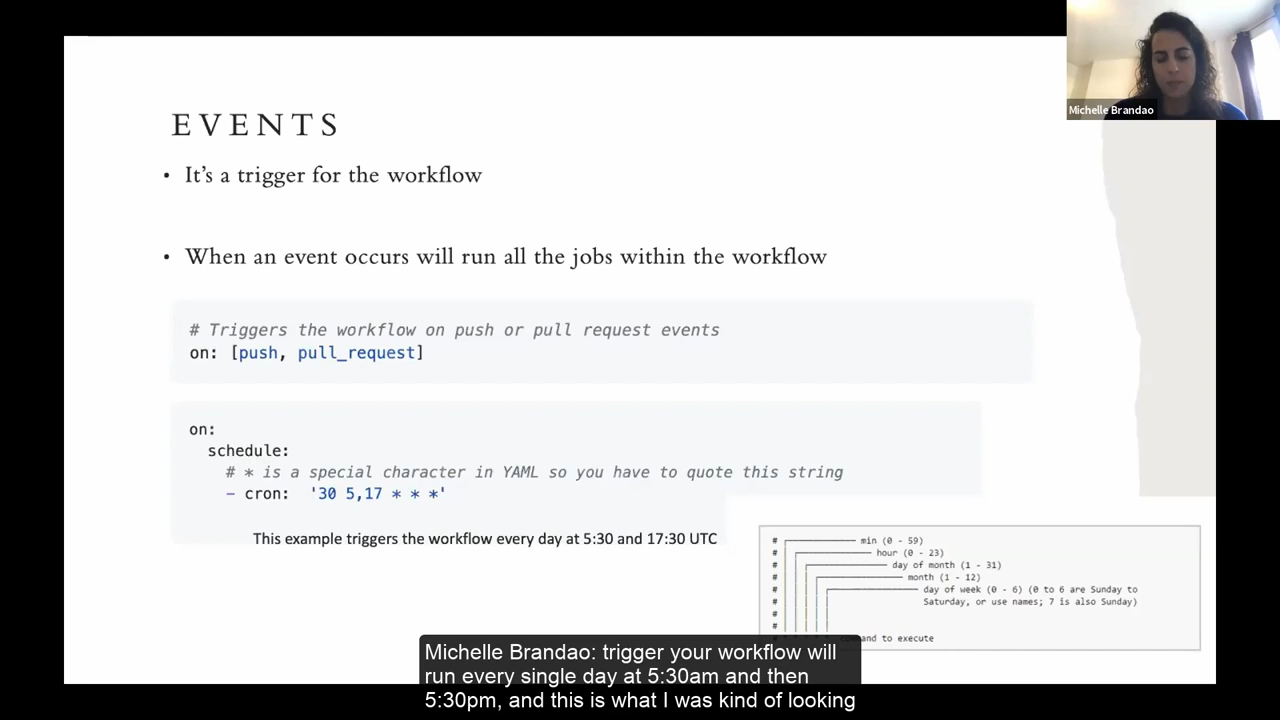 Michelle Brandao
EVENTS
• It's a trigger for the workflow
• When an event occurs will run all the jobs within the workflow
# Triggers the workflow on push or pull request events
on: [push, pull_request]
on:
schedule:
# * is a special character in YAML so you have to quote this string
- cron: '30 5,17 * * *'
This example triggers the workflow every day at 5:30 and 17:30 UTC
# min (0 - 59)
# hour (0 - 23)
# day of month (1 - 31)
# month (1 - 12)
# day of week (0 - 6) (0 to 6 are Sunday to
# Saturday, or use names; 7 is also Sunday)
#
#
# to execute
Michelle Brandao: trigger your workflow will
run every single day at 5:30am and then
5:30pm, and this is what I was kind of looking